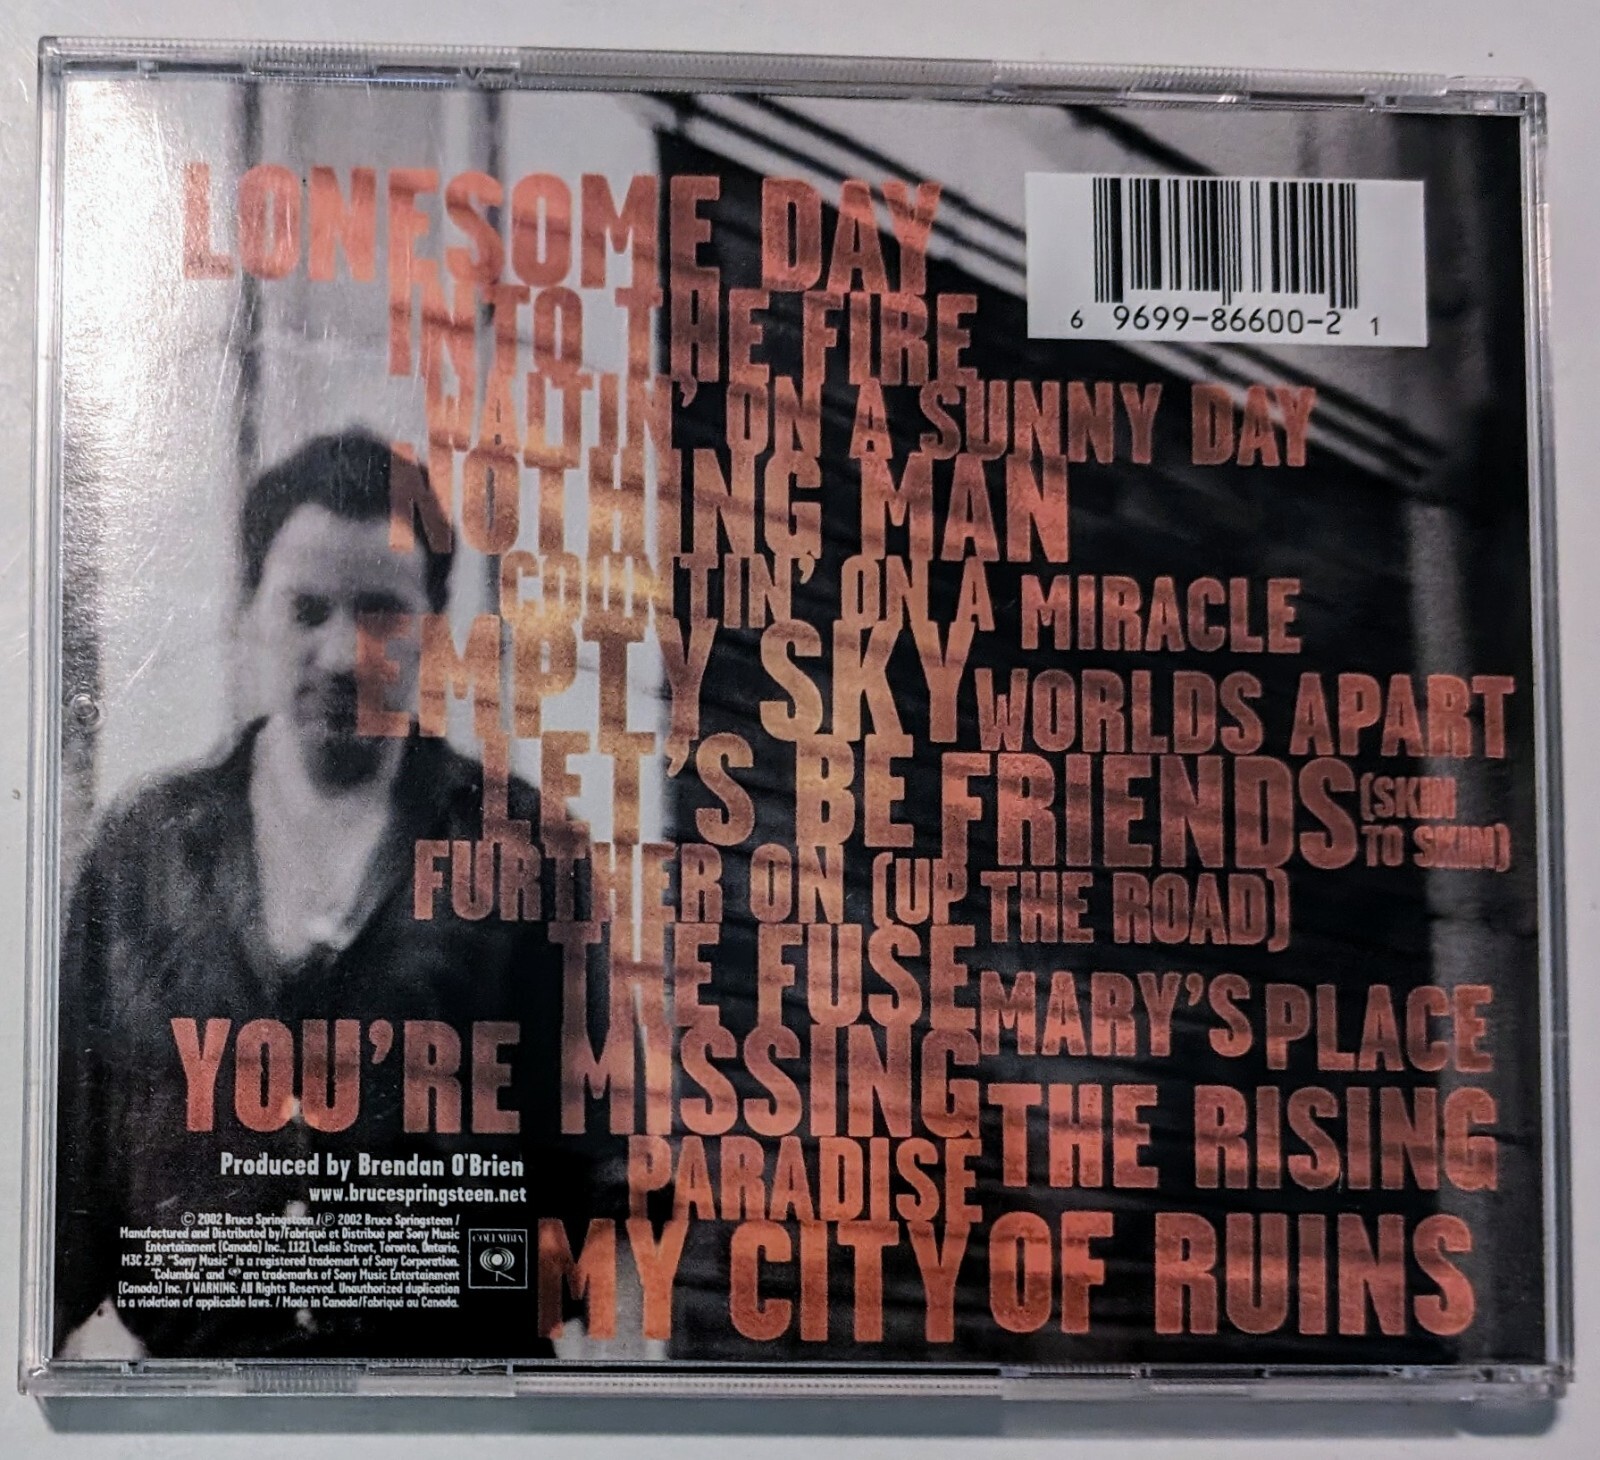 LONESOME DAY
6 9699-86600-2 1
INTO THE FIRE
WAITIN' ON A SUNNY DAY
NOTHING MAN
COUNTIN' ON A MIRACLE
EMPTY SKY
WORLDS APART
LET'S BE FRIENDS (SKIN
TO SKIN)
FURTHER ON (UP THE ROAD)
THE FUSE
MARY'S PLACE
YOU'RE MISSING
THE RISING
PARADISE
MY CITY OF RUINS
Produced by Brendan O'Brien
www.brucespringsteen.net
© 2002 Bruce Springsteen / ℗ 2002 Bruce Springsteen /
Manufactured and Distributed by/Fabriqué et Distribué par Sony Music
Entertainment (Canada) Inc., 1121 Leslie Street, Toronto, Ontario,
M3C 2J9. "Sony Music" is a registered trademark of Sony Corporation.
"Columbia" and are trademarks of Sony Music Entertainment
(Canada) Inc. / WARNING: All Rights Reserved. Unauthorized duplication
is a violation of applicable laws. / Made in Canada/Fabriqué au Canada.
COLUMBIA